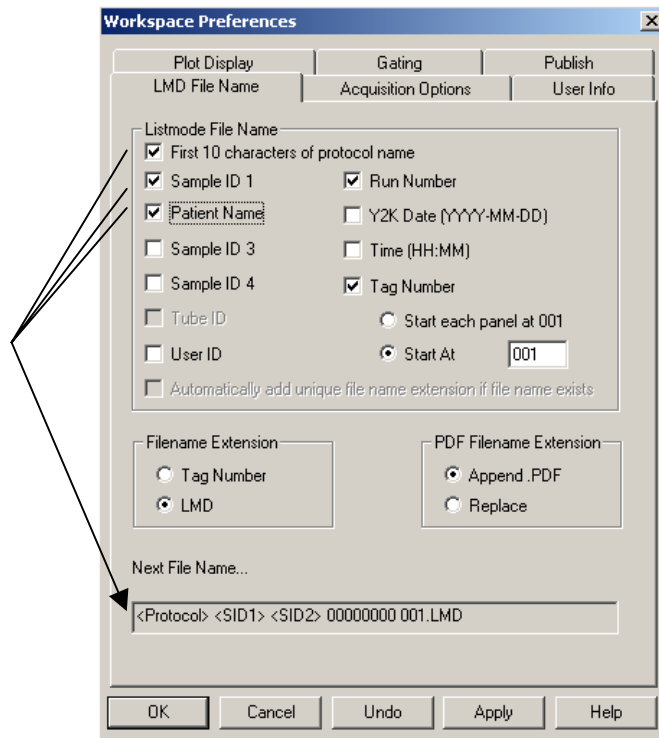 Workspace Preferences
Plot Display Gating Publish
LMD File Name Acquisition Options User Info
Listmode File Name
First 10 characters of protocol name
Sample ID 1 Run Number
Patient Name Y2K Date (YYYY-MM-DD)
Sample ID 3 Time (HH:MM)
Sample ID 4 Tag Number
Tube ID Start each panel at 001
User ID Start At 001
Automatically add unique file name extension if file name exists
Filename Extension PDF Filename Extension
Tag Number Append .PDF
LMD Replace
Next File Name...
<Protocol> <SID1> <SID2> 00000000 001.LMD
OK Cancel Undo Apply Help